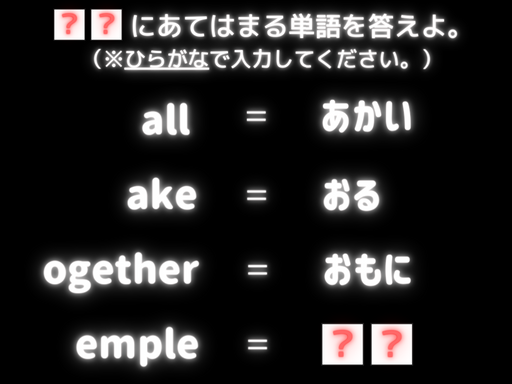 ??にあてはまる単語を答えよ。
(※ひらがなで入力してください。)
all = あかい
ake = おる
ogether = おもに
emple = ??